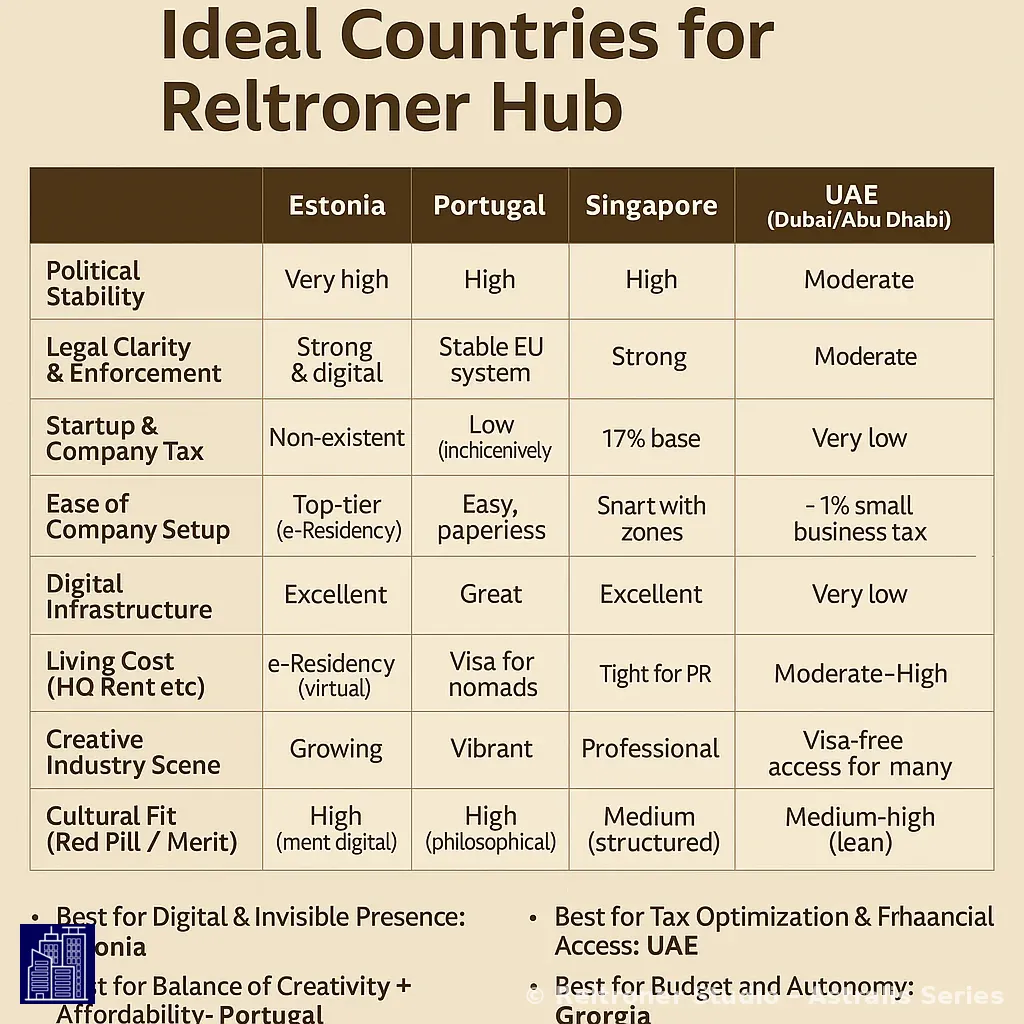 Ideal Countries for
Reltroner Hub
Estonia
Portugal
Singapore
UAE
(Dubai/Abu Dhabi)
Political
Stability
Very high
High
High
Moderate
Legal Clarity
& Enforcement
Strong
& digital
Stable EU
system
Strong
Moderate
Startup &
Company Tax
Non-existent
Low
(inchicenively
17% base
Very low
Ease of
Company Setup
Top-tier
(e-Residency)
Easy,
paperiess
Snart with
zones
- 1% small
business tax
Digital
Infrastructure
Excellent
Great
Excellent
Very low
Living Cost
(HQ Rent etc)
e-Residency
(virtual)
Visa for
nomads
Tight for PR
Moderate–High
Creative
Industry Scene
Growing
Vibrant
Professional
Visa-free
access for many
Cultural Fit
(Red Pill / Merit)
High
(ment digital)
High
(philosophical)
Medium
(structured)
Medium-high
(lean)
• Best for Digital & Invisible Presence:
onia
st for Balance of Creativity +
Affordability- Portugal
• Best for Tax Optimization & Frhaancial
Access: UAE
• Best for Budget and Autonomy:
Grorgia
© Reltroner Studio – Astralis Series